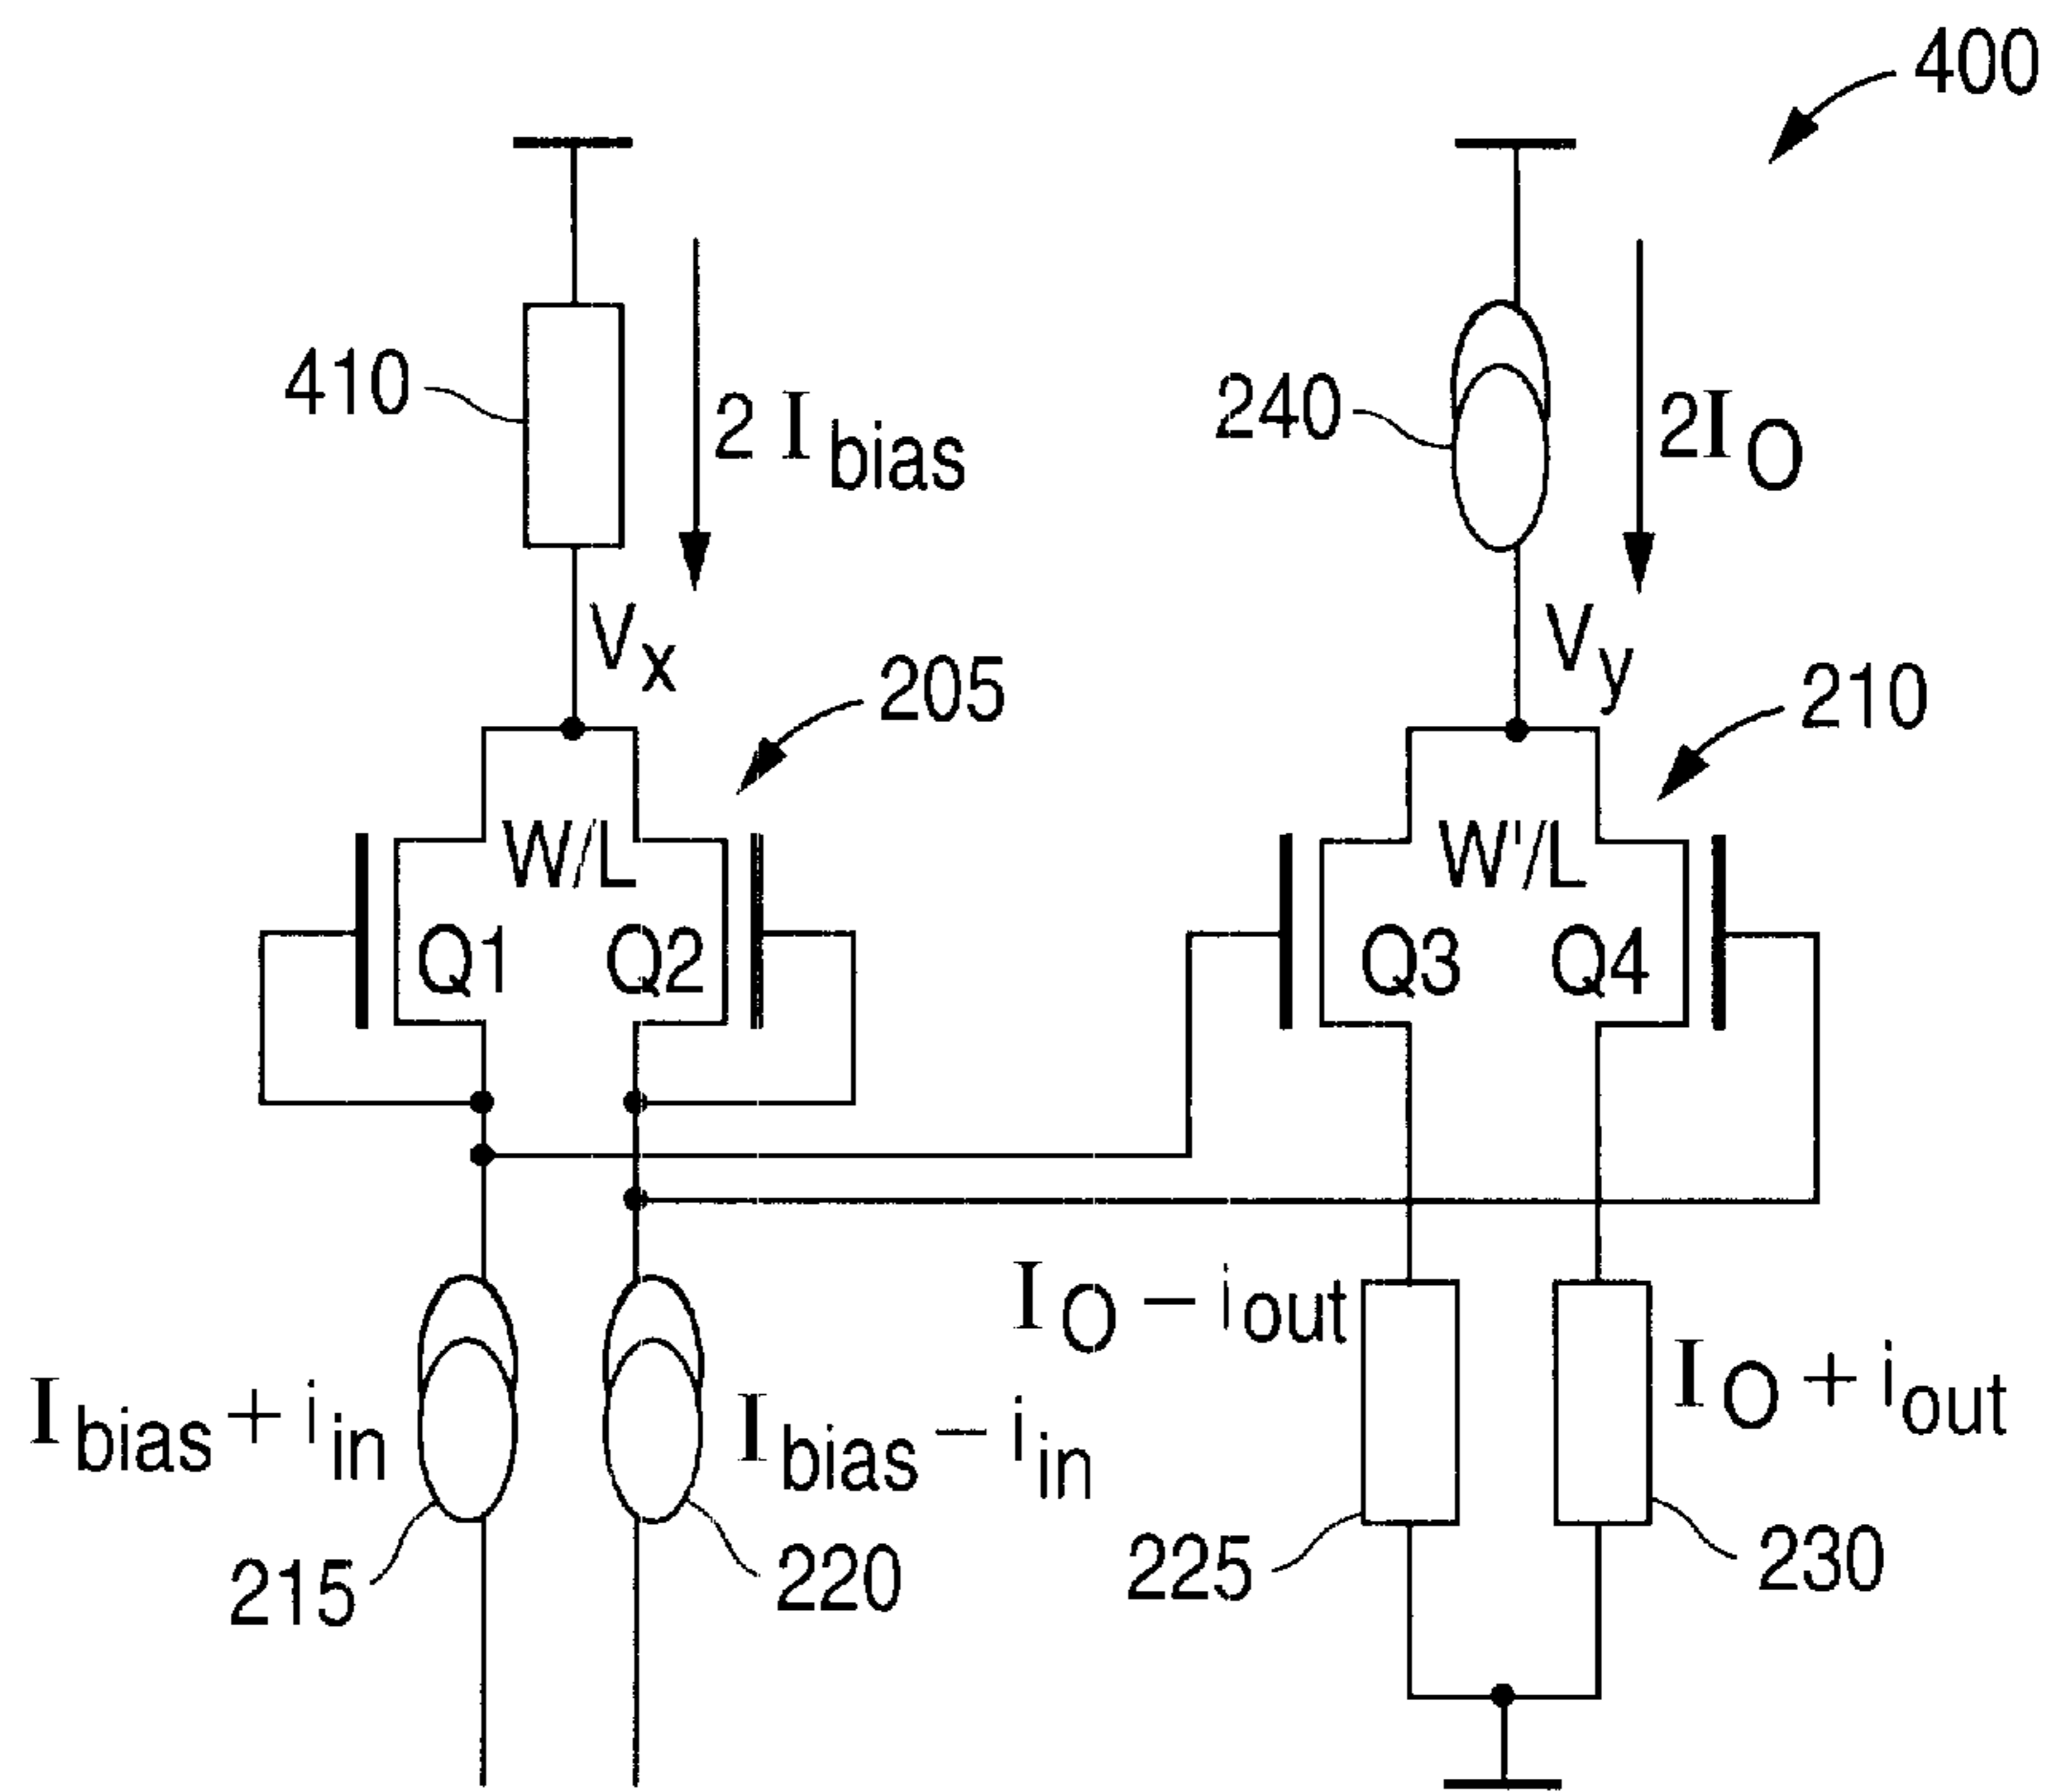 400
410
2 I bias
240
2IO
Vx
205
Vy
210
W/L
W'/L
Q1
Q2
Q3
Q4
IO – iout
Ibias + iin
Ibias – iin
IO + iout
215
220
225
230